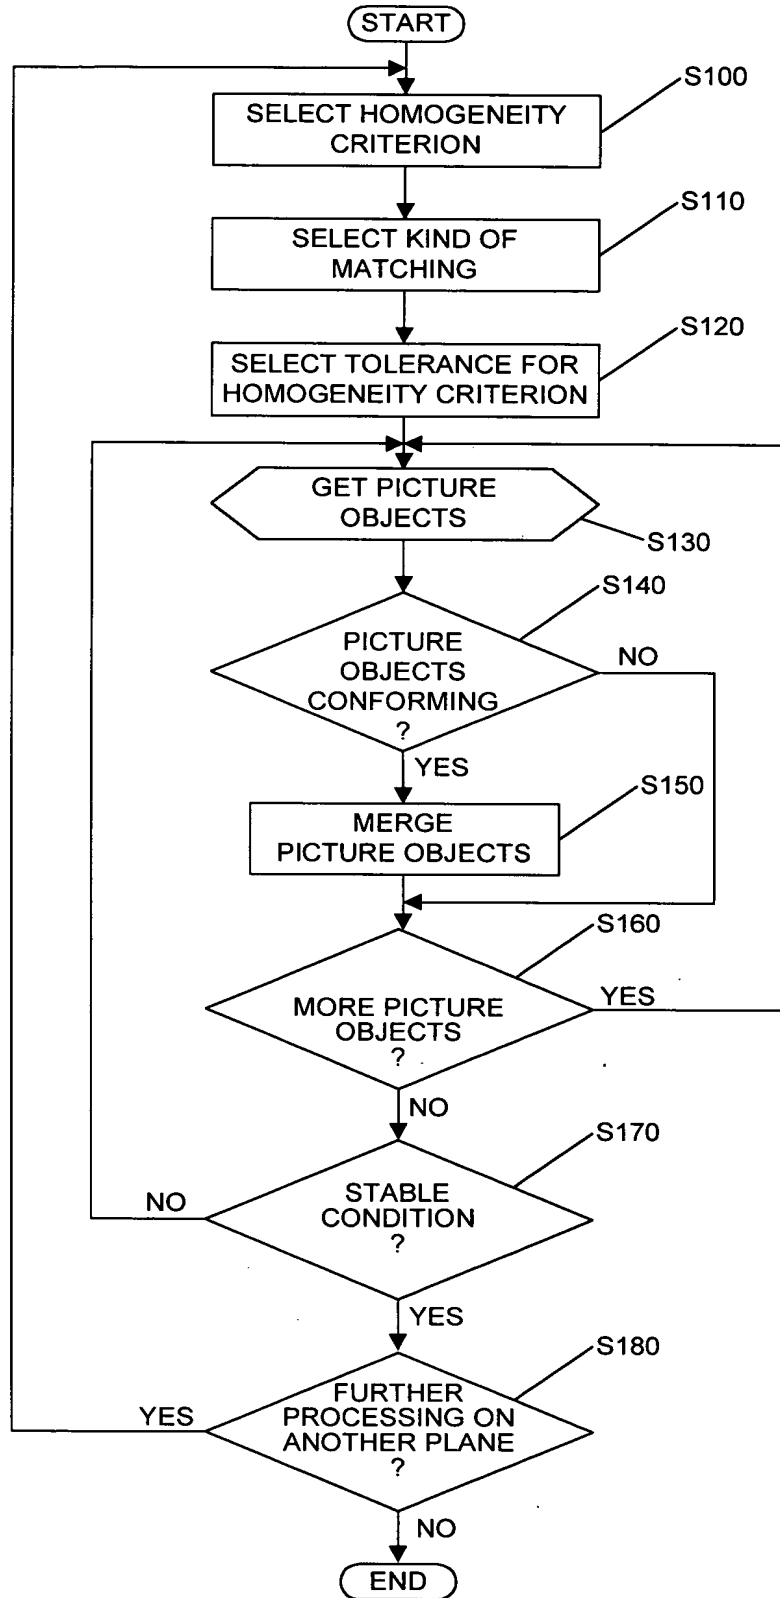 START
S100
SELECT HOMOGENEITY
CRITERION
S110
SELECT KIND OF
MATCHING
S120
SELECT TOLERANCE FOR
HOMOGENEITY CRITERION
GET PICTURE
OBJECTS
S130
S140
PICTURE
OBJECTS
CONFORMING
?
NO
YES
S150
MERGE
PICTURE OBJECTS
S160
MORE PICTURE
OBJECTS
?
YES
NO
S170
STABLE
CONDITION
?
NO
YES
S180
FURTHER
PROCESSING ON
ANOTHER PLANE
?
YES
NO
END